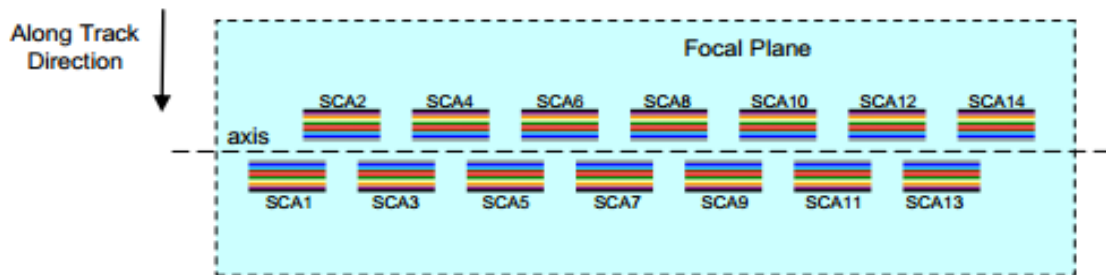 Along Track
Direction
Focal Plane
SCA2 SCA4 SCA6 SCA8 SCA10 SCA12 SCA14
axis
SCA1 SCA3 SCA5 SCA7 SCA9 SCA11 SCA13